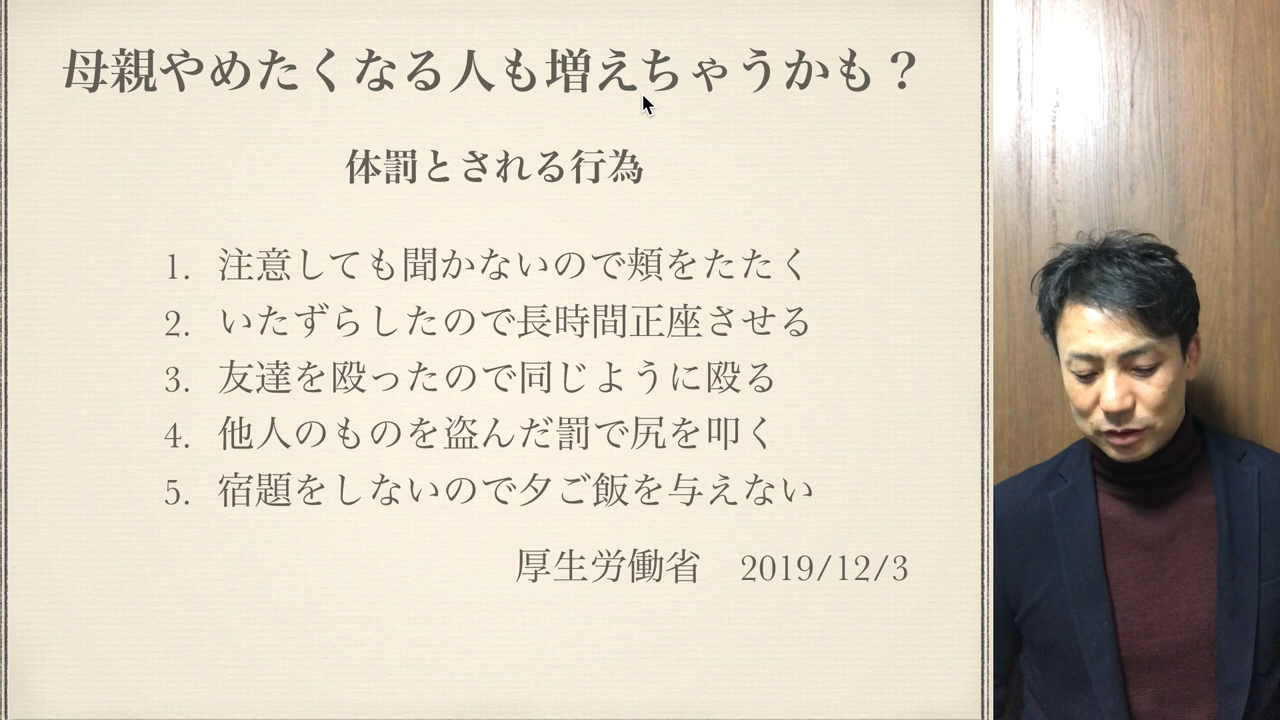 母親やめたくなる人も増えちゃうかも？
体罰とされる行為
1. 注意しても聞かないので頬をたたく
2. いたずらしたので長時間正座させる
3. 友達を殴ったので同じように殴る
4. 他人のものを盗んだ罰で尻を叩く
5. 宿題をしないので夕ご飯を与えない
厚生労働省　2019/12/3